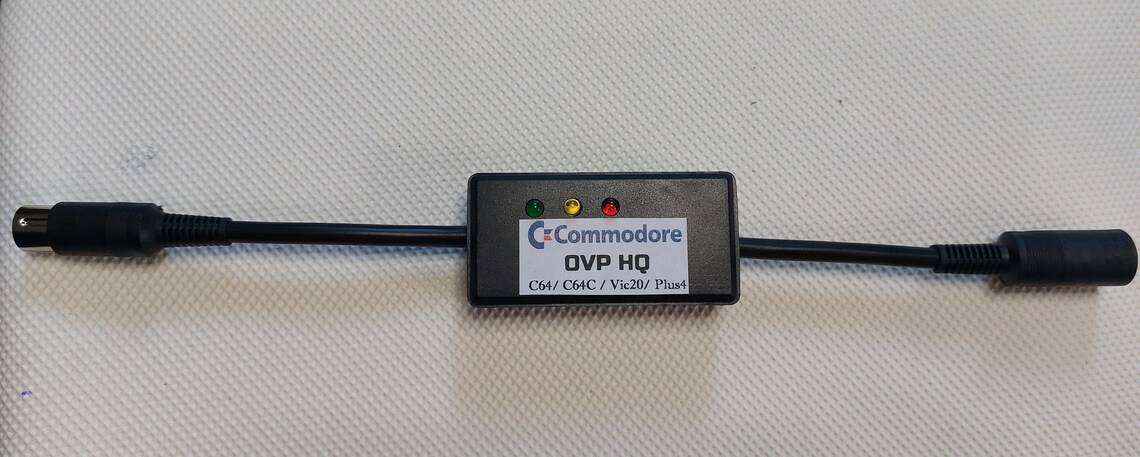 Commodore
OVP HQ
C64/ C64C / Vic20/ Plus4